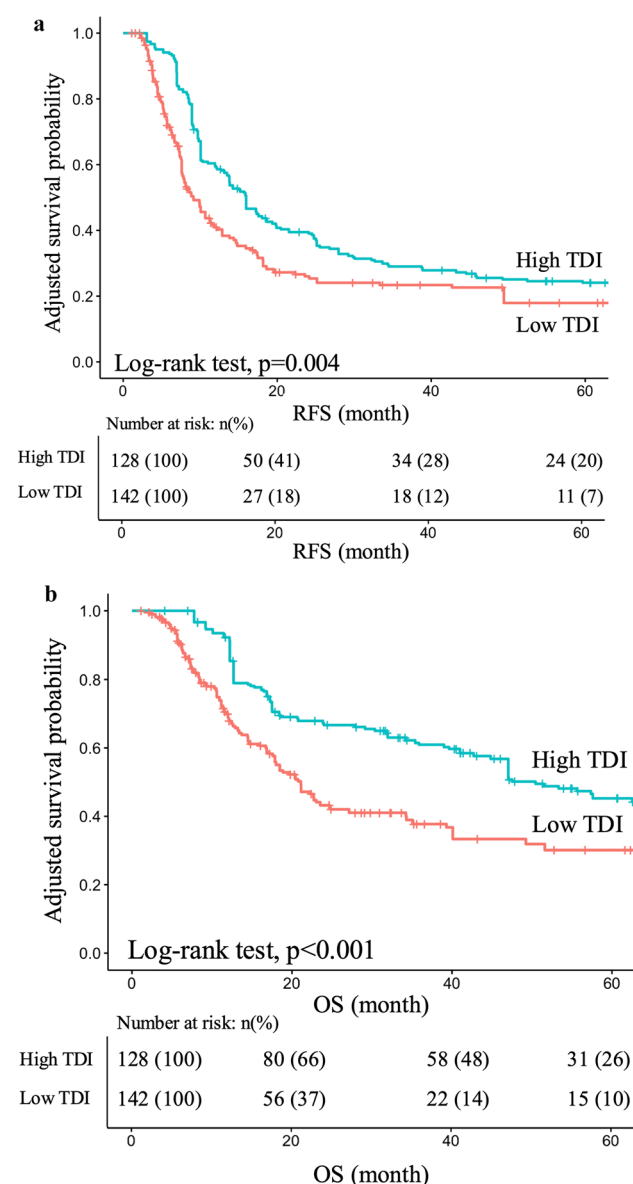 a
Adjusted survival probability
1.0
0.8
0.6
0.4
0.2
0.0
High TDI
Low TDI
Log-rank test, p=0.004
0 20 40 60
RFS (month)
Number at risk: n(%)
High TDI 128 (100) 50 (41) 34 (28) 24 (20)
Low TDI 142 (100) 27 (18) 18 (12) 11 (7)
0 20 40 60
RFS (month)
b
Adjusted survival probability
1.0
0.8
0.6
0.4
0.2
0.0
High TDI
Low TDI
Log-rank test, p<0.001
0 20 40 60
OS (month)
Number at risk: n(%)
High TDI 128 (100) 80 (66) 58 (48) 31 (26)
Low TDI 142 (100) 56 (37) 22 (14) 15 (10)
0 20 40 60
OS (month)